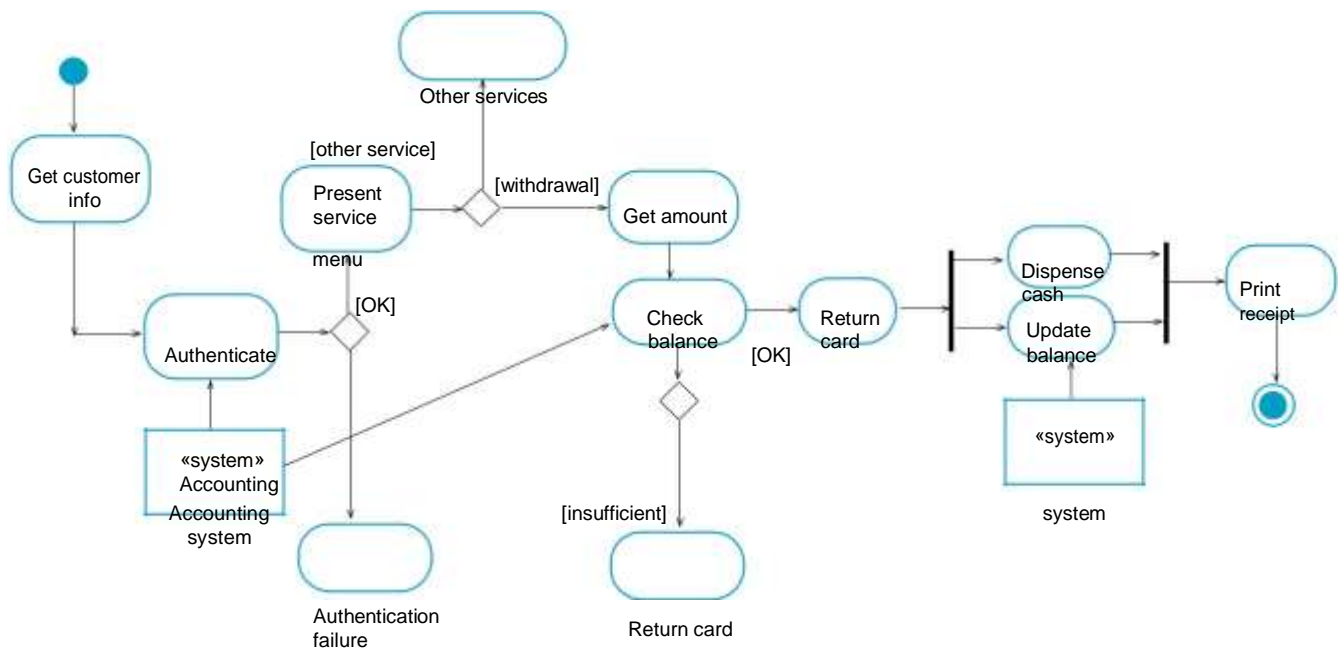 Other services
[other service]
Get customer
info
Present
service
menu
[withdrawal]
Get amount
[OK]
Authenticate
Check
balance
[OK]
Return
card
Dispense
cash
Update
balance
Print
receipt
«system»
Accounting
Accounting
system
«system»
system
[insufficient]
Authentication
failure
Return card